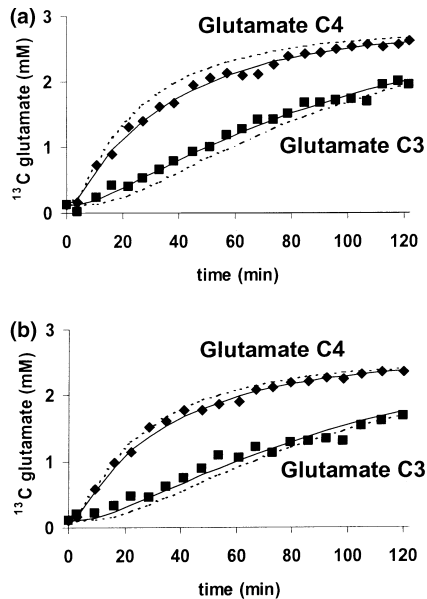 (a)
Glutamate C4
Glutamate C3
¹³C glutamate (mM)
3
2
1
0
0 20 40 60 80 100 120
time (min)
(b)
Glutamate C4
Glutamate C3
¹³C glutamate (mM)
3
2
1
0
0 20 40 60 80 100 120
time (min)